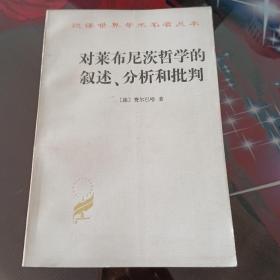 汉译世界学术名著丛书
对莱布尼茨哲学的
叙述、分析和批判
〔德〕费尔巴哈 著